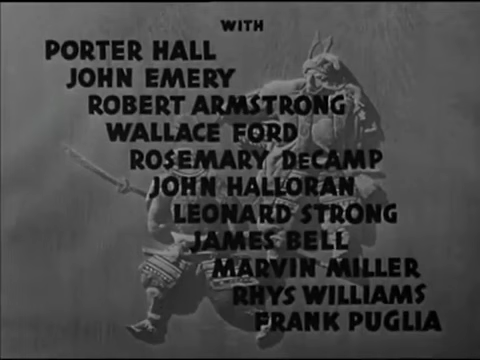 WITH
PORTER HALL
JOHN EMERY
ROBERT ARMSTRONG
WALLACE FORD
ROSEMARY DeCAMP
JOHN HALLORAN
LEONARD STRONG
JAMES BELL
MARVIN MILLER
RHYS WILLIAMS
FRANK PUGLIA